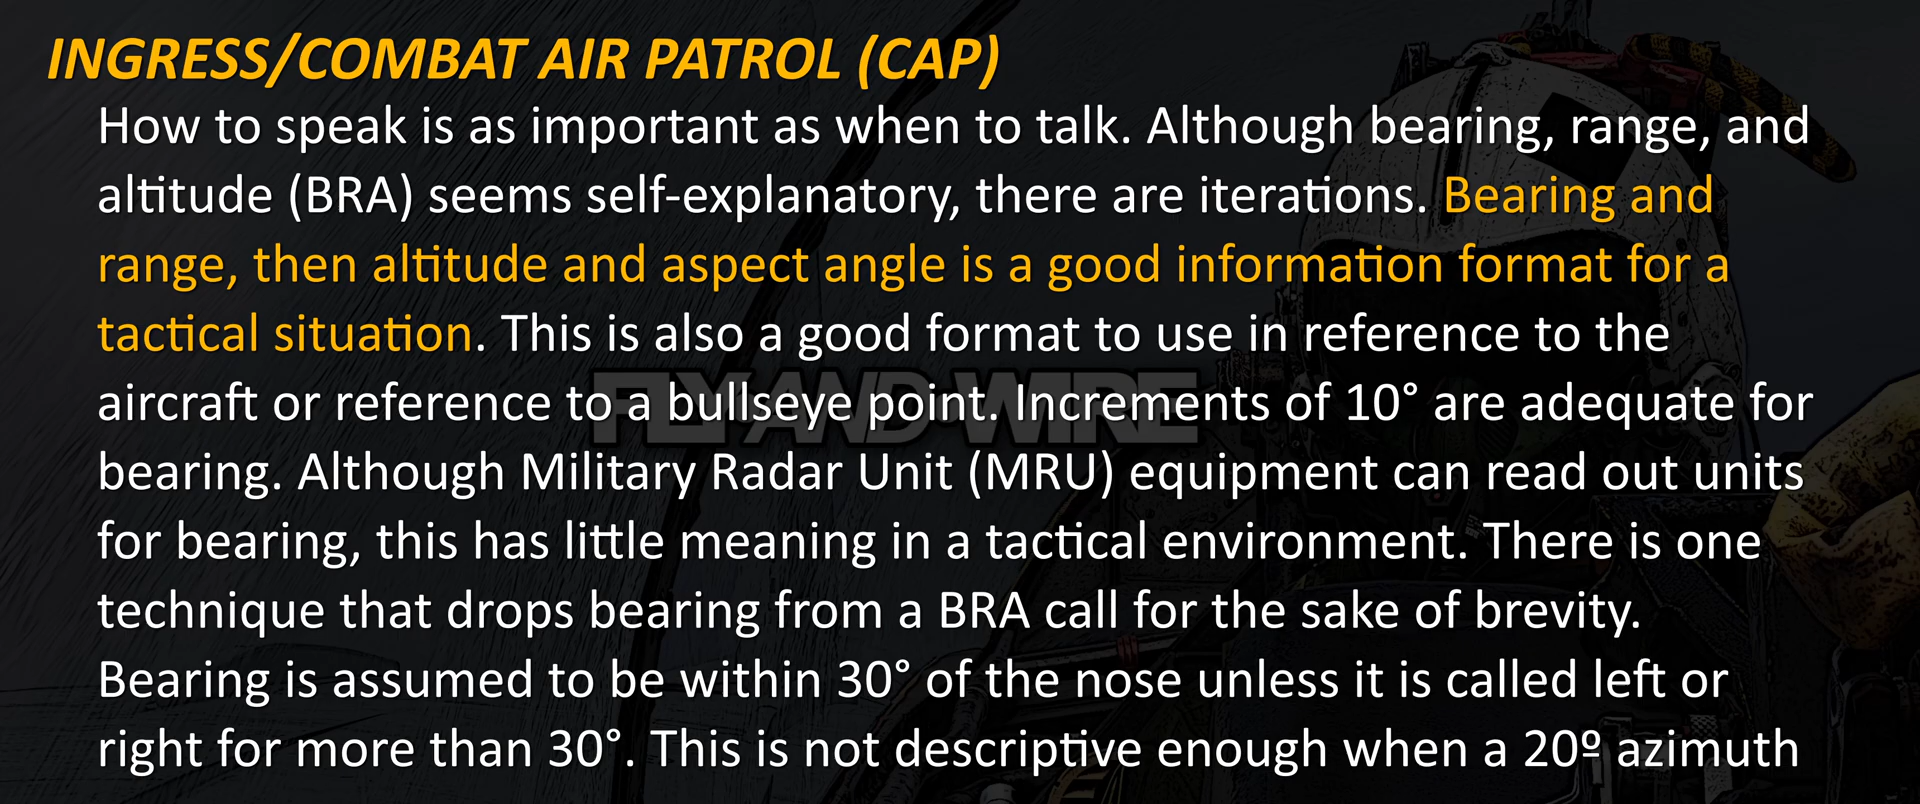 INGRESS/COMBAT AIR PATROL (CAP)
How to speak is as important as when to talk. Although bearing, range, and
altitude (BRA) seems self-explanatory, there are iterations. Bearing and
range, then altitude and aspect angle is a good information format for a
tactical situation. This is also a good format to use in reference to the
aircraft or reference to a bullseye point. Increments of 10° are adequate for
FLY AND WIRE
bearing. Although Military Radar Unit (MRU) equipment can read out units
for bearing, this has little meaning in a tactical environment. There is one
technique that drops bearing from a BRA call for the sake of brevity.
Bearing is assumed to be within 30° of the nose unless it is called left or
right for more than 30°. This is not descriptive enough when a 20º azimuth